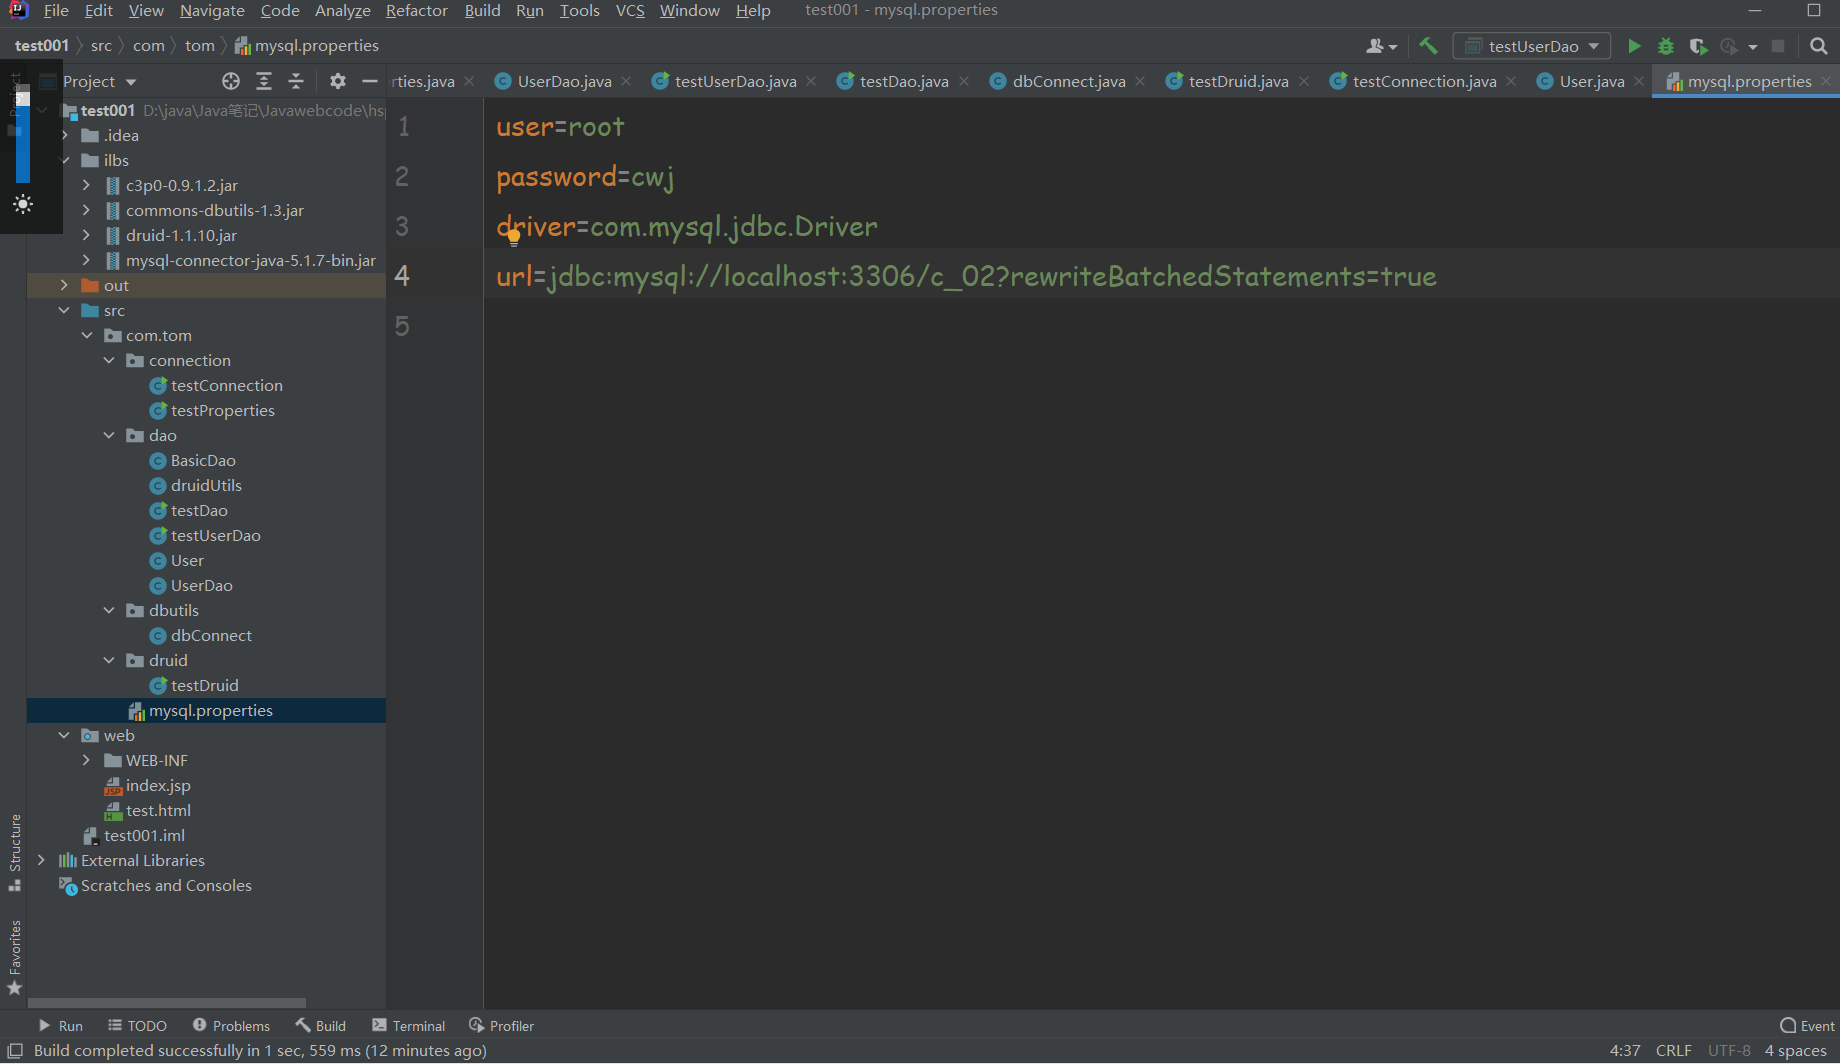 File Edit View Navigate Code Analyze Refactor Build Run Tools VCS Window Help test001 - mysql.properties
test001 src com tom mysql.properties testUserDao
Project
Project rties.java UserDao.java testUserDao.java testDao.java dbConnect.java testDruid.java testConnection.java User.java mysql.properties
test001 D:\java\Java笔记\Javawebcode\hsp
.idea
ilbs
c3p0-0.9.1.2.jar
commons-dbutils-1.3.jar
druid-1.1.10.jar
mysql-connector-java-5.1.7-bin.jar
out
src
com.tom
connection
testConnection
testProperties
dao
BasicDao
druidUtils
testDao
testUserDao
User
UserDao
dbutils
dbConnect
druid
testDruid
mysql.properties
web
WEB-INF
index.jsp
test.html
test001.iml
External Libraries
Scratches and Consoles
1 user=root
2 password=cwj
3 driver=com.mysql.jdbc.Driver
4 url=jdbc:mysql://localhost:3306/c_02?rewriteBatchedStatements=true
5
Structure
Favorites
Run TODO Problems Build Terminal Profiler Event
Build completed successfully in 1 sec, 559 ms (12 minutes ago) 4:37 CRLF UTF-8 4 spaces